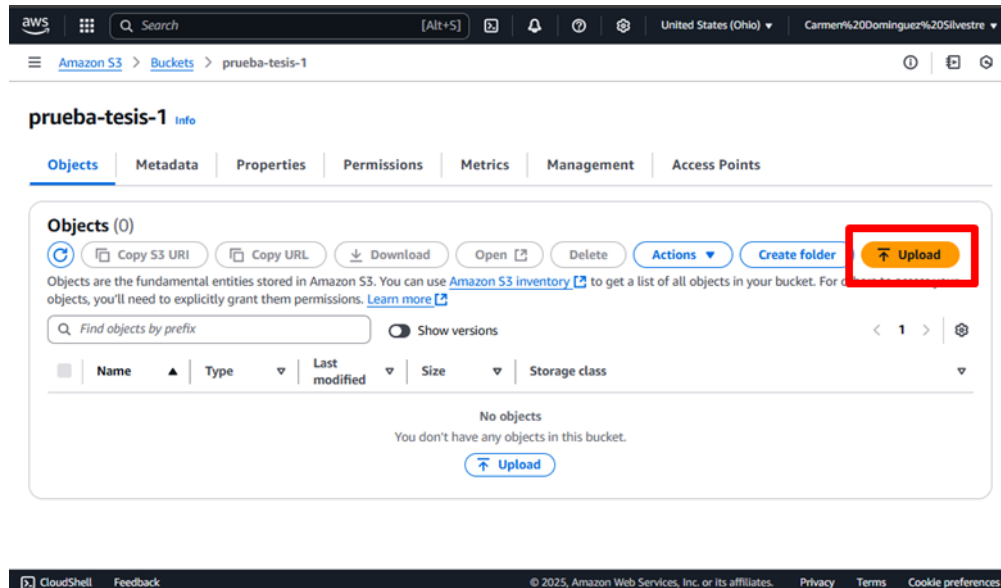 aws Search [Alt+S] United States (Ohio) Carmen%20Dominguez%20Silvestre
Amazon S3 > Buckets > prueba-tesis-1
prueba-tesis-1 Info
Objects Metadata Properties Permissions Metrics Management Access Points
Objects (0)
Copy S3 URI Copy URL Download Open Delete Actions Create folder Upload
Objects are the fundamental entities stored in Amazon S3. You can use Amazon S3 inventory to get a list of all objects in your bucket. For
objects, you'll need to explicitly grant them permissions. Learn more
Find objects by prefix Show versions < 1 >
Name Type Last modified Size Storage class
No objects
You don't have any objects in this bucket.
Upload
CloudShell Feedback © 2025, Amazon Web Services, Inc. or its affiliates. Privacy Terms Cookie preferences